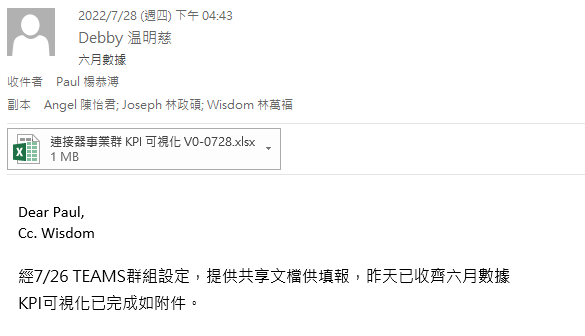 2022/7/28 (週四) 下午 04:43
Debby 温明慈
六月數據
收件者 Paul 楊恭溥
副本 Angel 陳怡君; Joseph 林政碩; Wisdom 林萬福
連接器事業群 KPI 可視化 V0-0728.xlsx
1 MB
Dear Paul,
Cc. Wisdom
經7/26 TEAMS群組設定，提供共享文檔供填報，昨天已收齊六月數據
KPI可視化已完成如附件。